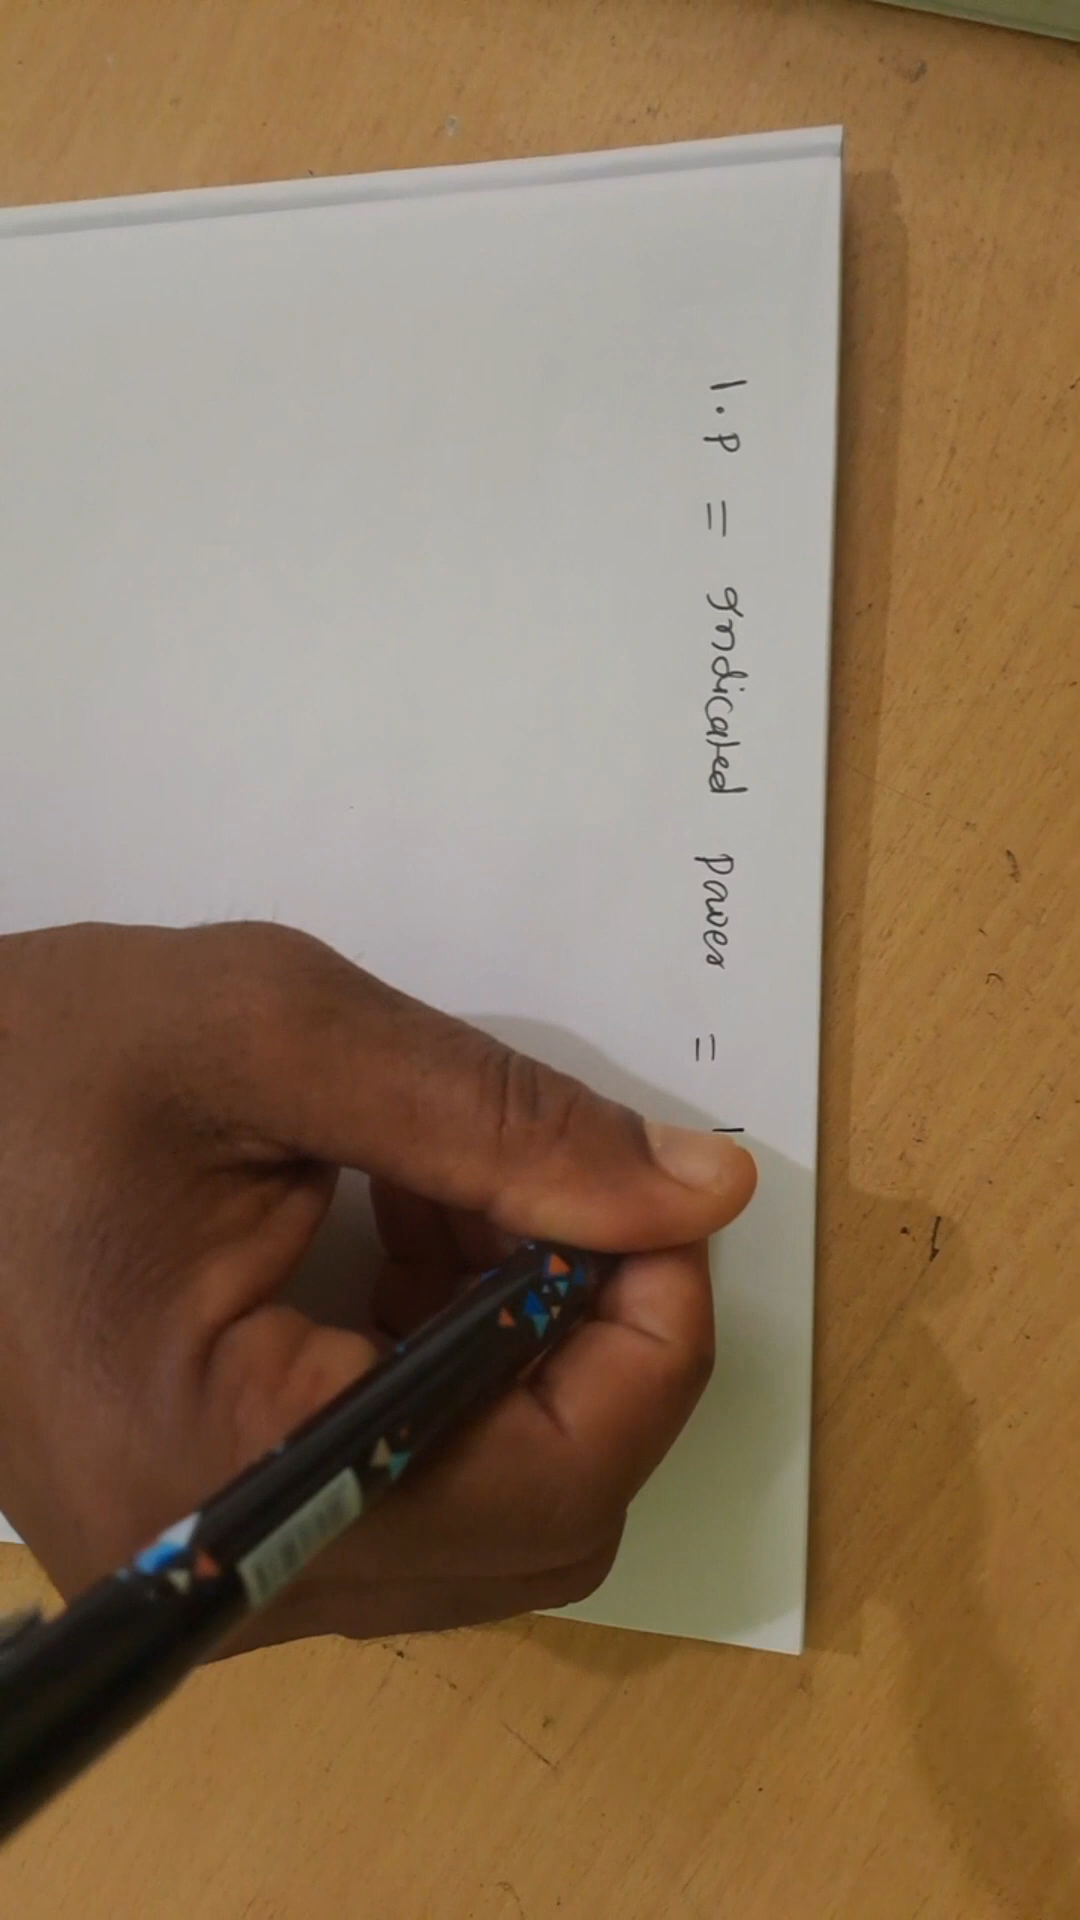 I.P = Indicated Power =